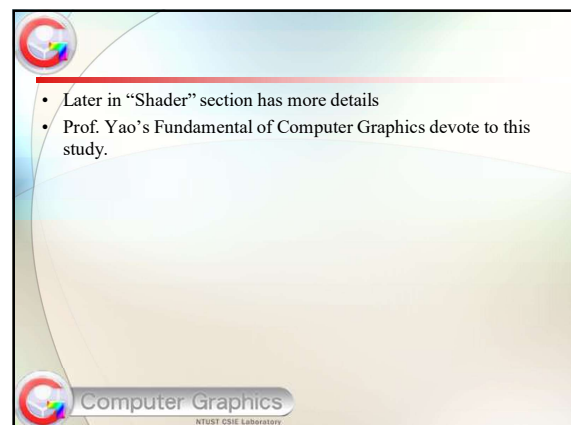 • Later in “Shader” section has more details
• Prof. Yao’s Fundamental of Computer Graphics devote to this
study.
Computer Graphics
NTUST CSIE Laboratory